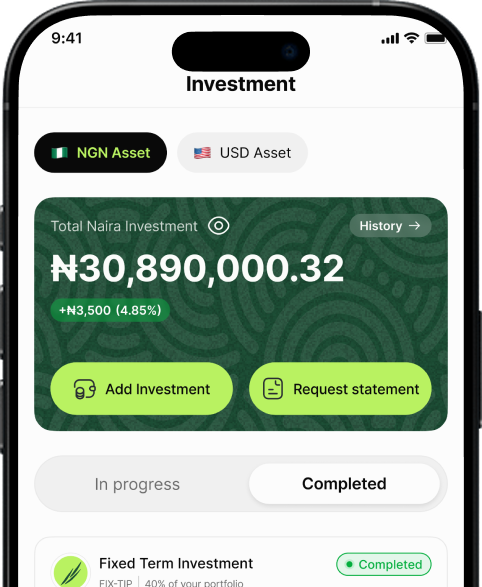 9:41
Investment
NGN Asset
USD Asset
Total Naira Investment
History →
₦30,890,000.32
+₦3,500 (4.85%)
Add Investment
Request statement
In progress
Completed
Fixed Term Investment
Completed
FIX-TIP | 40% of your portfolio